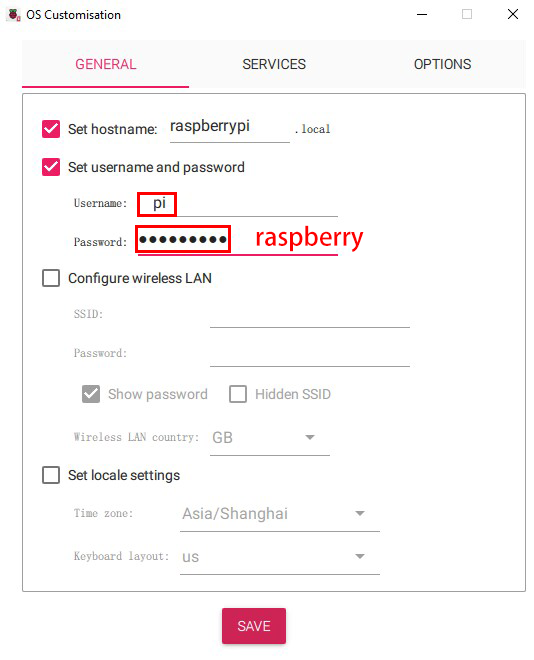 OS Customisation
GENERAL SERVICES OPTIONS
Set hostname: raspberrypi .local
Set username and password
Username: pi
Password: ●●●●●●●●● raspberry
Configure wireless LAN
SSID:
Password:
Show password Hidden SSID
Wireless LAN country: GB
Set locale settings
Time zone: Asia/Shanghai
Keyboard layout: us
SAVE